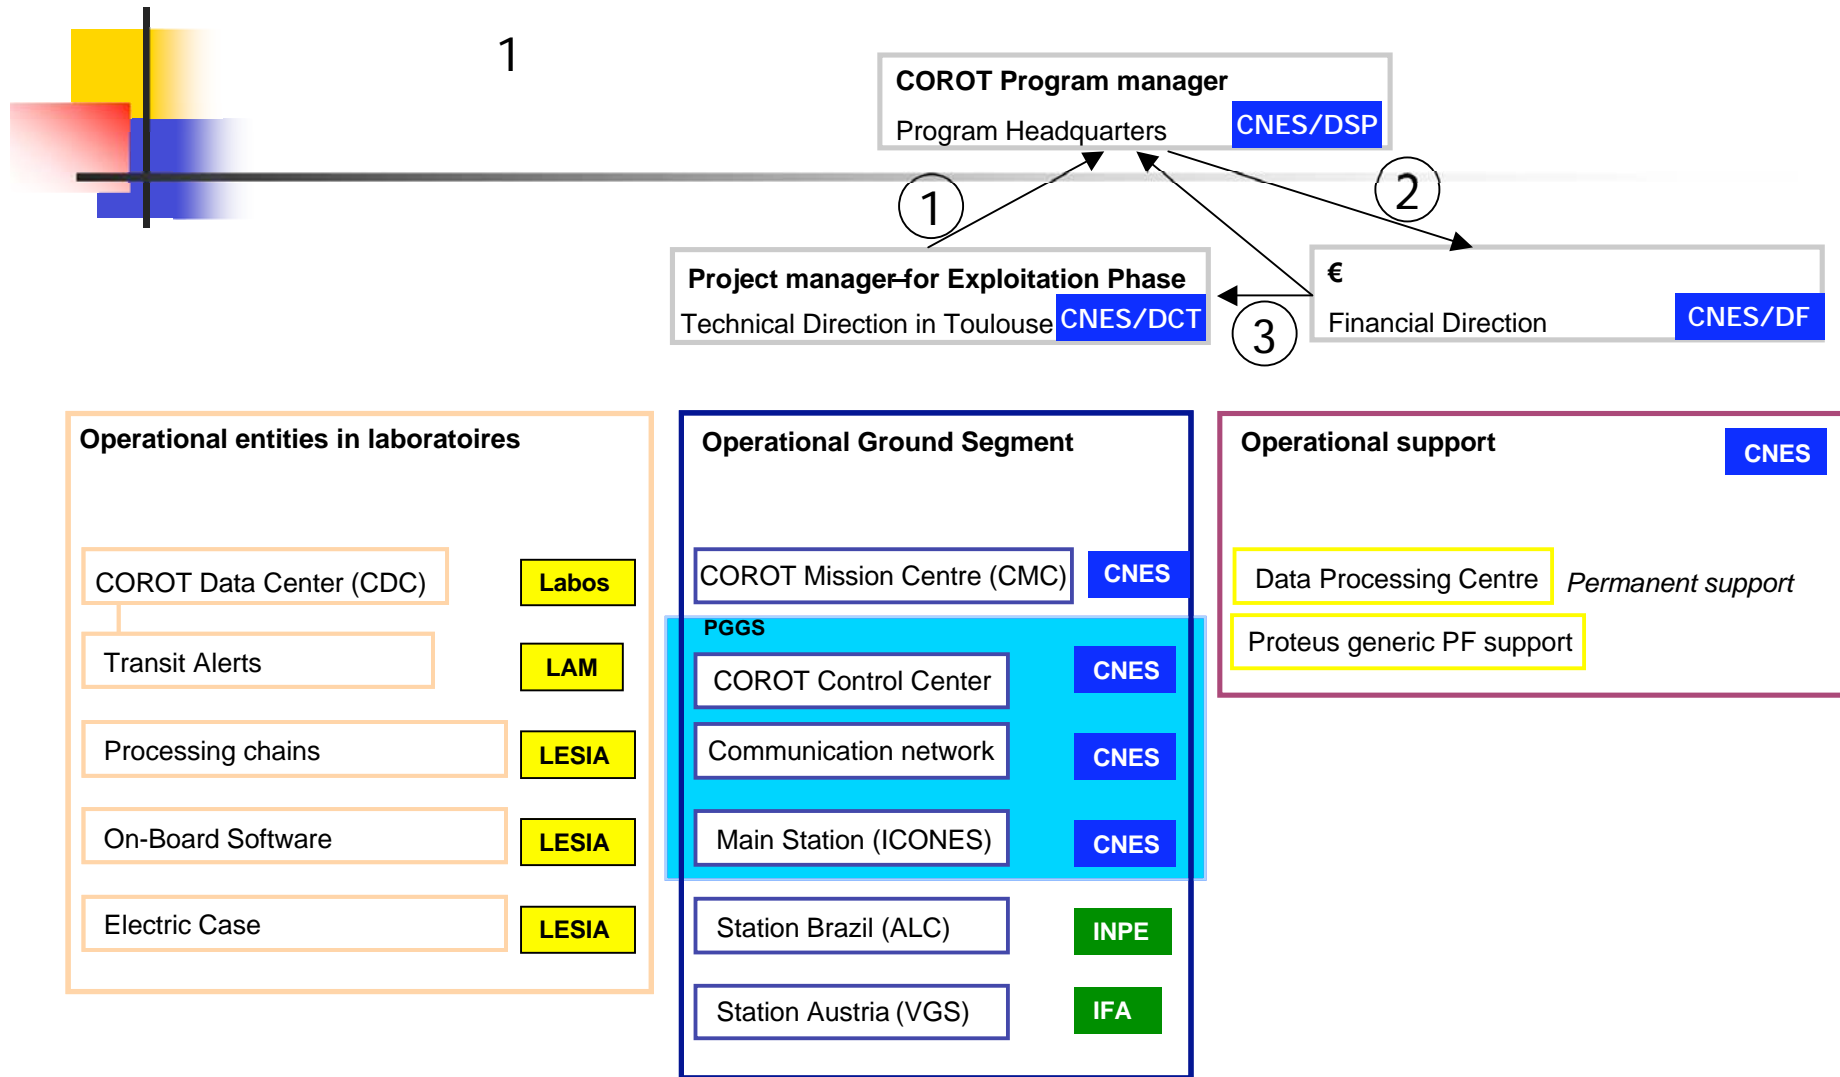 1
COROT Program manager
Program Headquarters
CNES/DSP
1
2
Project manager–for Exploitation Phase
Technical Direction in Toulouse
CNES/DCT
3
€
Financial Direction
CNES/DF
Operational entities in laboratoires
COROT Data Center (CDC)
Labos
Transit Alerts
LAM
Processing chains
LESIA
On-Board Software
LESIA
Electric Case
LESIA
Operational Ground Segment
COROT Mission Centre (CMC)
CNES
PGGS
COROT Control Center
CNES
Communication network
CNES
Main Station (ICONES)
CNES
Station Brazil (ALC)
INPE
Station Austria (VGS)
IFA
Operational support
CNES
Data Processing Centre
Permanent support
Proteus generic PF support